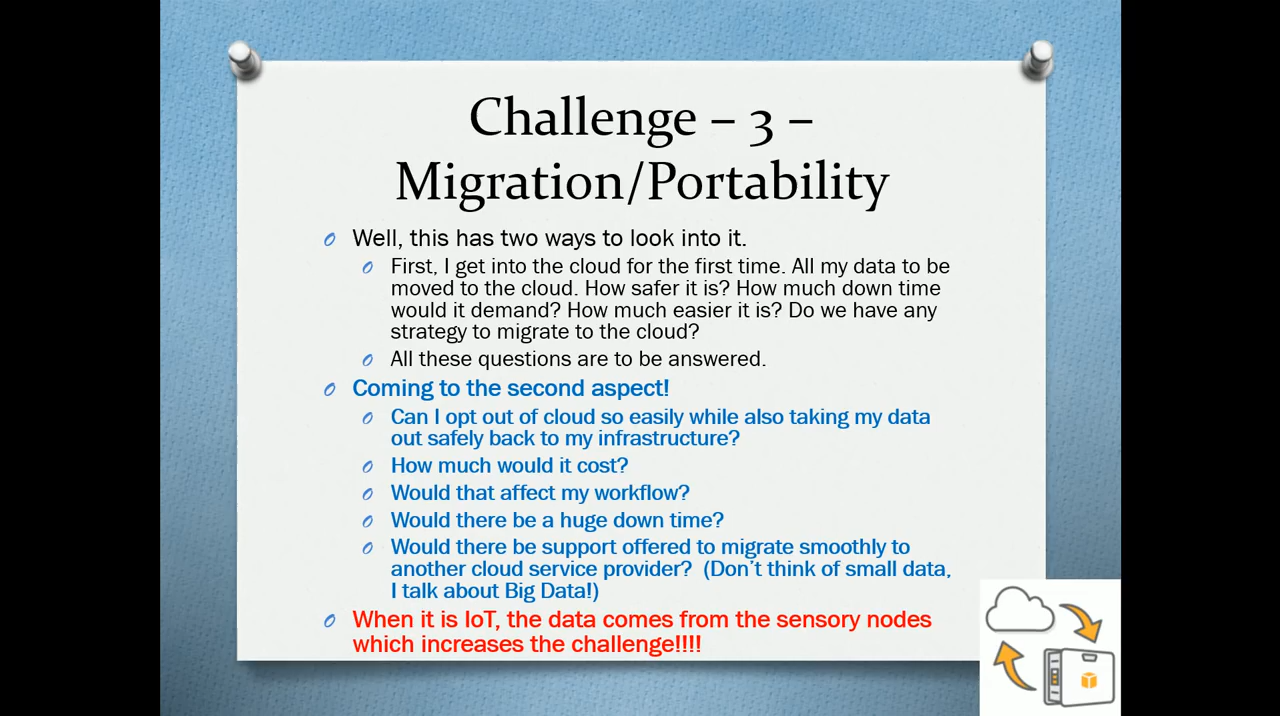 Challenge – 3 –
Migration/Portability
Well, this has two ways to look into it.
First, I get into the cloud for the first time. All my data to be
moved to the cloud. How safer it is? How much down time
would it demand? How much easier it is? Do we have any
strategy to migrate to the cloud?
All these questions are to be answered.
Coming to the second aspect!
Can I opt out of cloud so easily while also taking my data
out safely back to my infrastructure?
How much would it cost?
Would that affect my workflow?
Would there be a huge down time?
Would there be support offered to migrate smoothly to
another cloud service provider?  (Don't think of small data,
I talk about Big Data!)
When it is IoT, the data comes from the sensory nodes
which increases the challenge!!!!